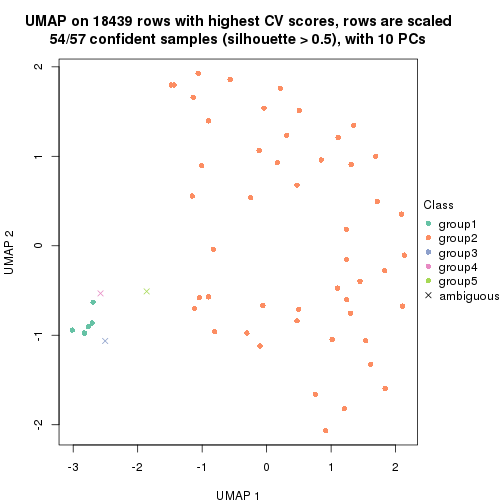 UMAP on 18439 rows with highest CV scores, rows are scaled
54/57 confident samples (silhouette > 0.5), with 10 PCs
2
1
0
-1
-2
UMAP 2
-3
-2
-1
0
1
2
UMAP 1
Class
group1
group2
group3
group4
group5
ambiguous